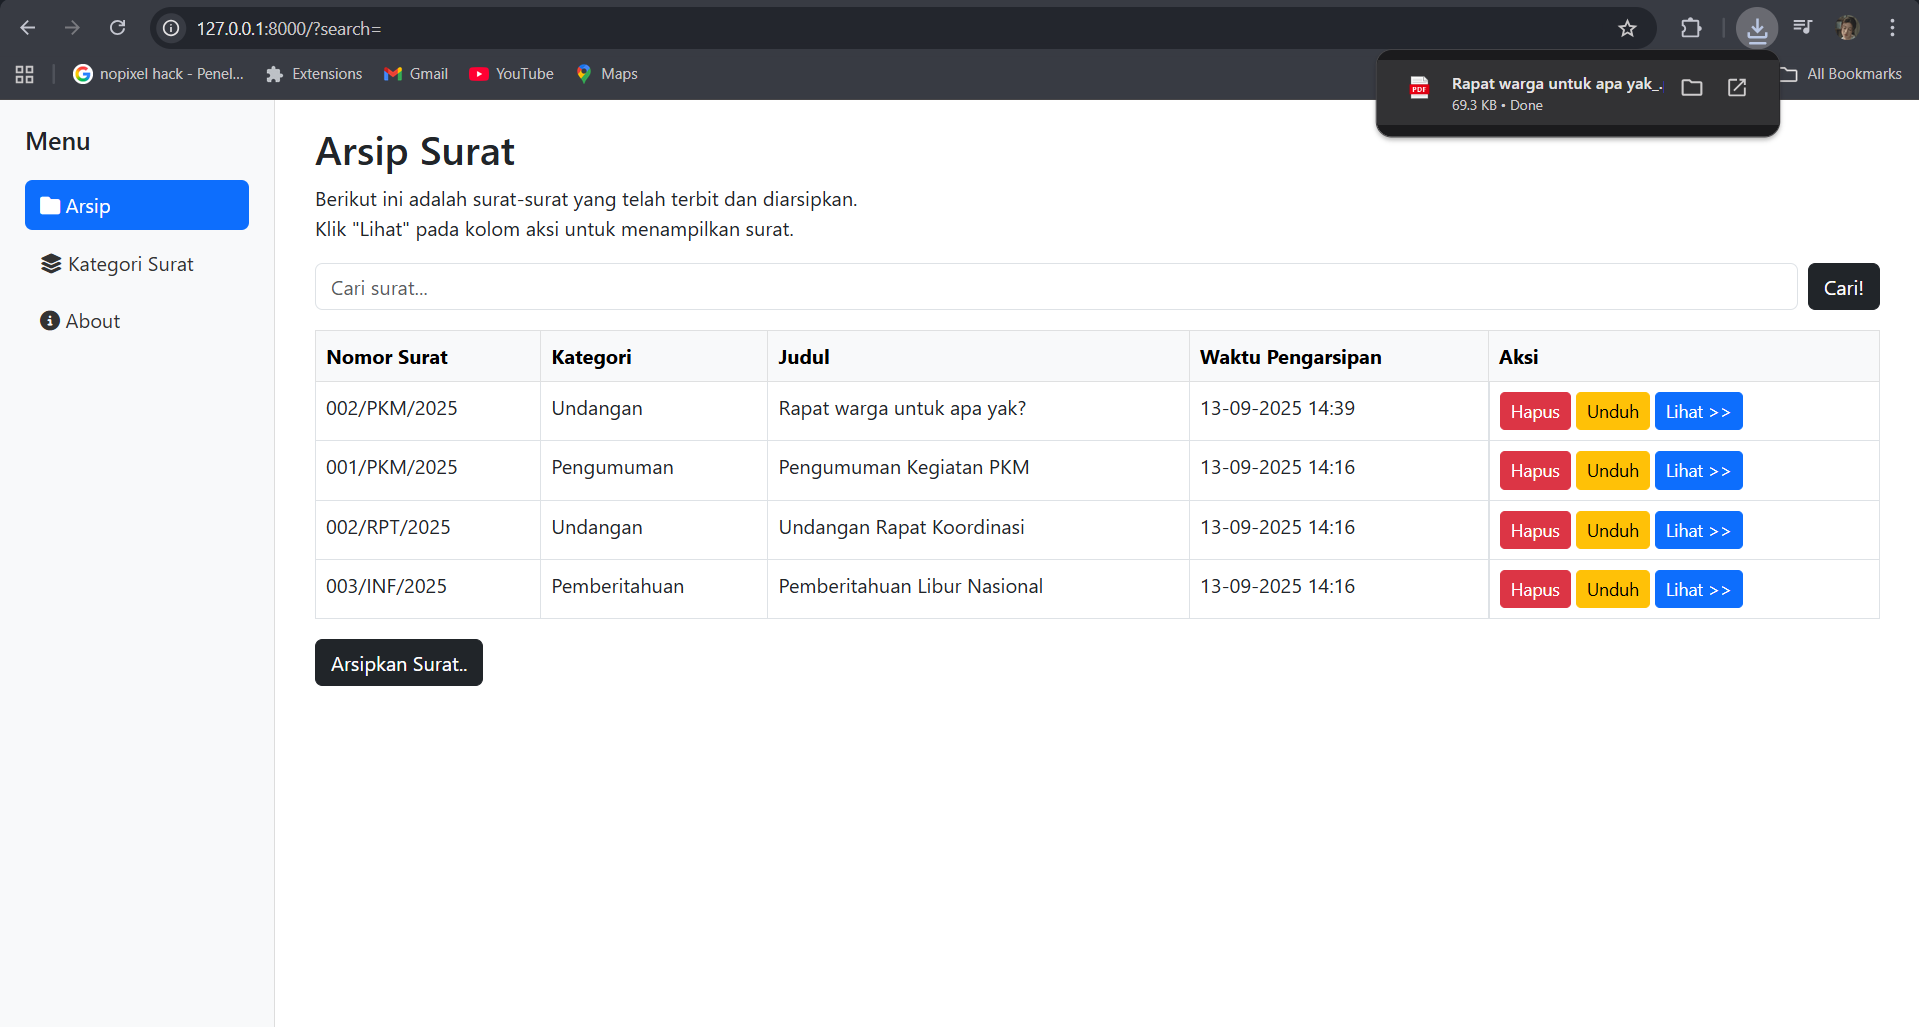 127.0.0.1:8000/?search=
nopixel hack - Penel...
Extensions
Gmail
YouTube
Maps
All Bookmarks
PDF
Rapat warga untuk apa yak_.
69.3 KB • Done
Menu
Arsip
Kategori Surat
About
Arsip Surat
Berikut ini adalah surat-surat yang telah terbit dan diarsipkan.
Klik "Lihat" pada kolom aksi untuk menampilkan surat.
Cari surat...
Cari!
Nomor Surat Kategori Judul Waktu Pengarsipan Aksi
002/PKM/2025 Undangan Rapat warga untuk apa yak? 13-09-2025 14:39 Hapus Unduh Lihat >>
001/PKM/2025 Pengumuman Pengumuman Kegiatan PKM 13-09-2025 14:16 Hapus Unduh Lihat >>
002/RPT/2025 Undangan Undangan Rapat Koordinasi 13-09-2025 14:16 Hapus Unduh Lihat >>
003/INF/2025 Pemberitahuan Pemberitahuan Libur Nasional 13-09-2025 14:16 Hapus Unduh Lihat >>
Arsipkan Surat..